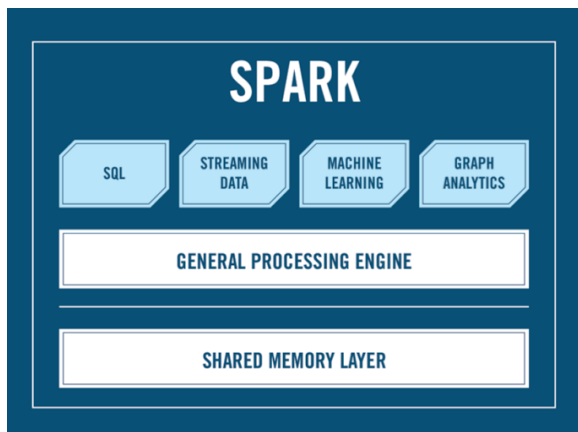 SPARK
SQL
STREAMING
DATA
MACHINE
LEARNING
GRAPH
ANALYTICS
GENERAL PROCESSING ENGINE
SHARED MEMORY LAYER